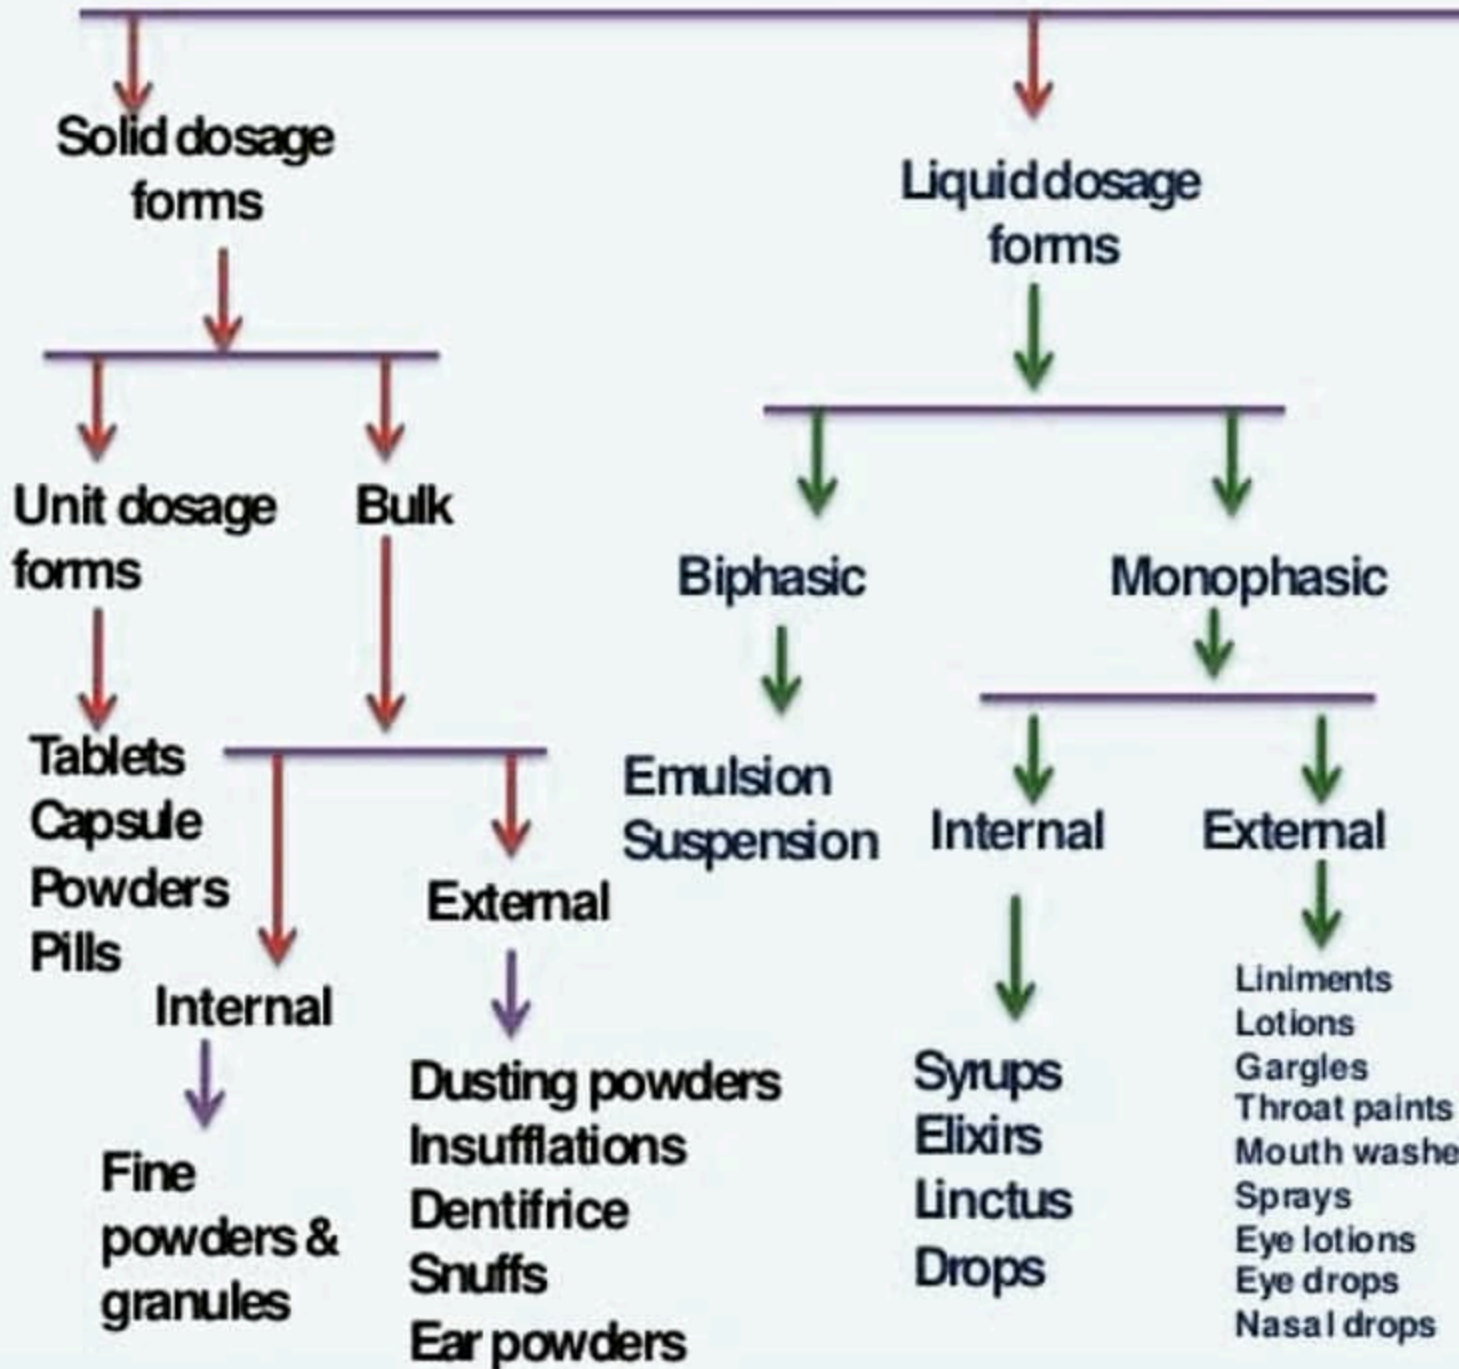 Solid dosage
forms
Unit dosage
forms
Tablets
Capsule
Powders
Pills
Bulk
Internal
Fine
powders &
granules
External
Dusting powders
Insufflations
Dentifrice
Snuffs
Ear powders
Liquid dosage
forms
Biphasic
Emulsion
Suspension
Monophasic
Internal
Syrups
Elixirs
Linctus
Drops
External
Liniments
Lotions
Gargles
Throat paints
Mouth washe
Sprays
Eye lotions
Eye drops
Nasal drops